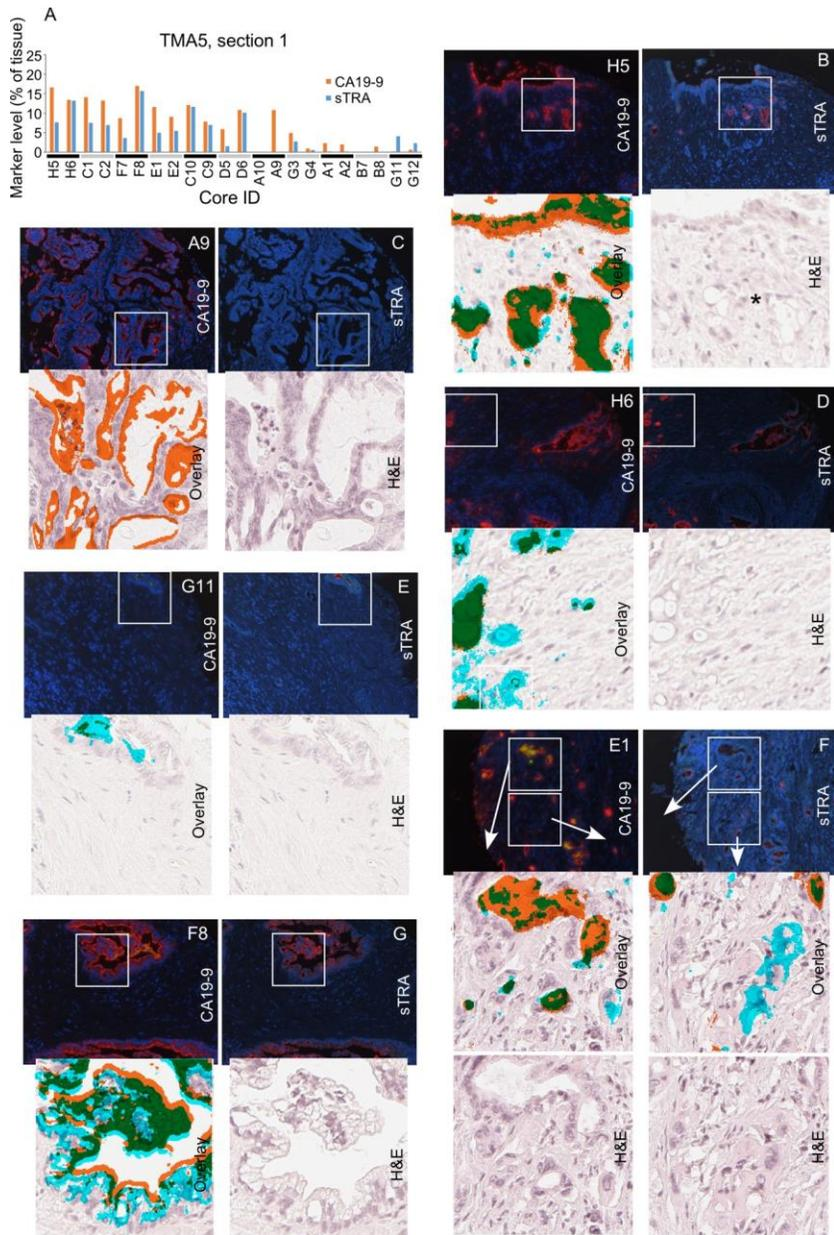 A
TMA5, section 1
Marker level (% of tissue)
25
20
15
10
5
0
CA19-9
sTRA
H5 H6 C1 C2 F7 F8 E1 E2 C10 C9 D5 D6 A10 A9 G3 G4 A1 A2 B7 B8 G11 G12
Core ID
H5
CA19-9
B
sTRA
Overlay
*
H&E
A9
CA19-9
C
sTRA
Overlay
H&E
H6
CA19-9
D
sTRA
Overlay
H&E
G11
CA19-9
E
sTRA
Overlay
H&E
E1
CA19-9
F
sTRA
Overlay
Overlay
H&E
H&E
F8
CA19-9
G
sTRA
Overlay
H&E